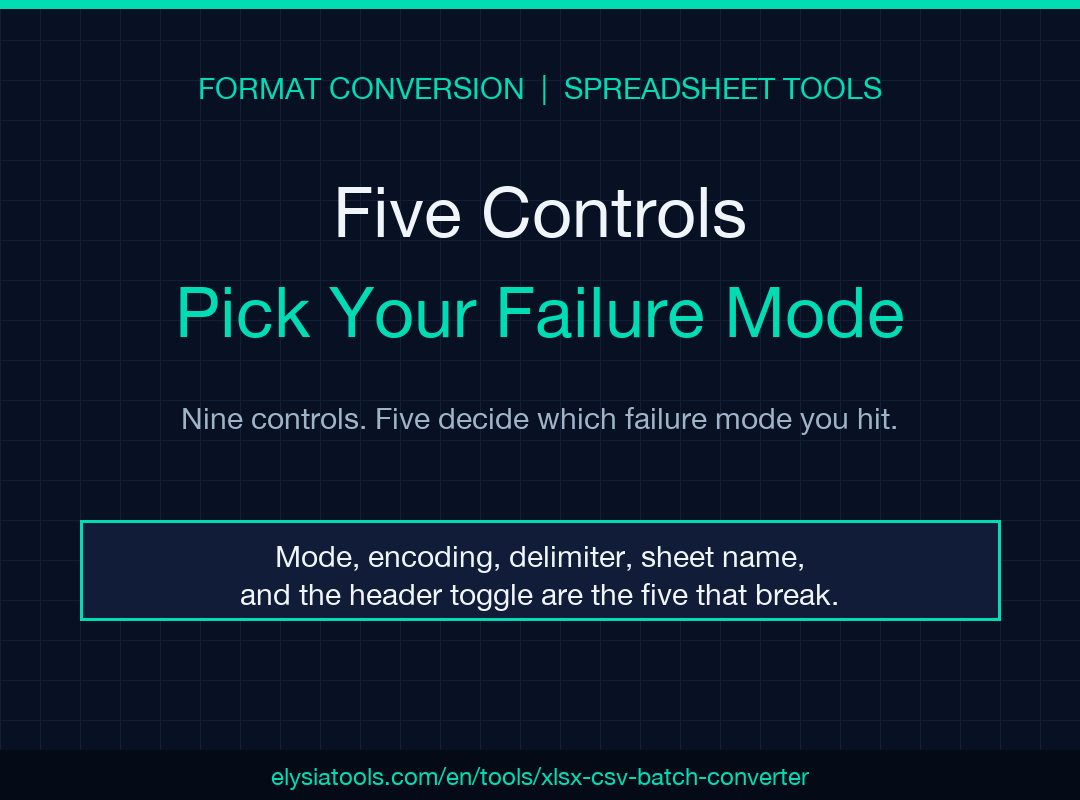 FORMAT CONVERSION | SPREADSHEET TOOLS
Five Controls
Pick Your Failure Mode
Nine controls. Five decide which failure mode you hit.
Mode, encoding, delimiter, sheet name,
and the header toggle are the five that break.
elysiatools.com/en/tools/xlsx-csv-batch-converter